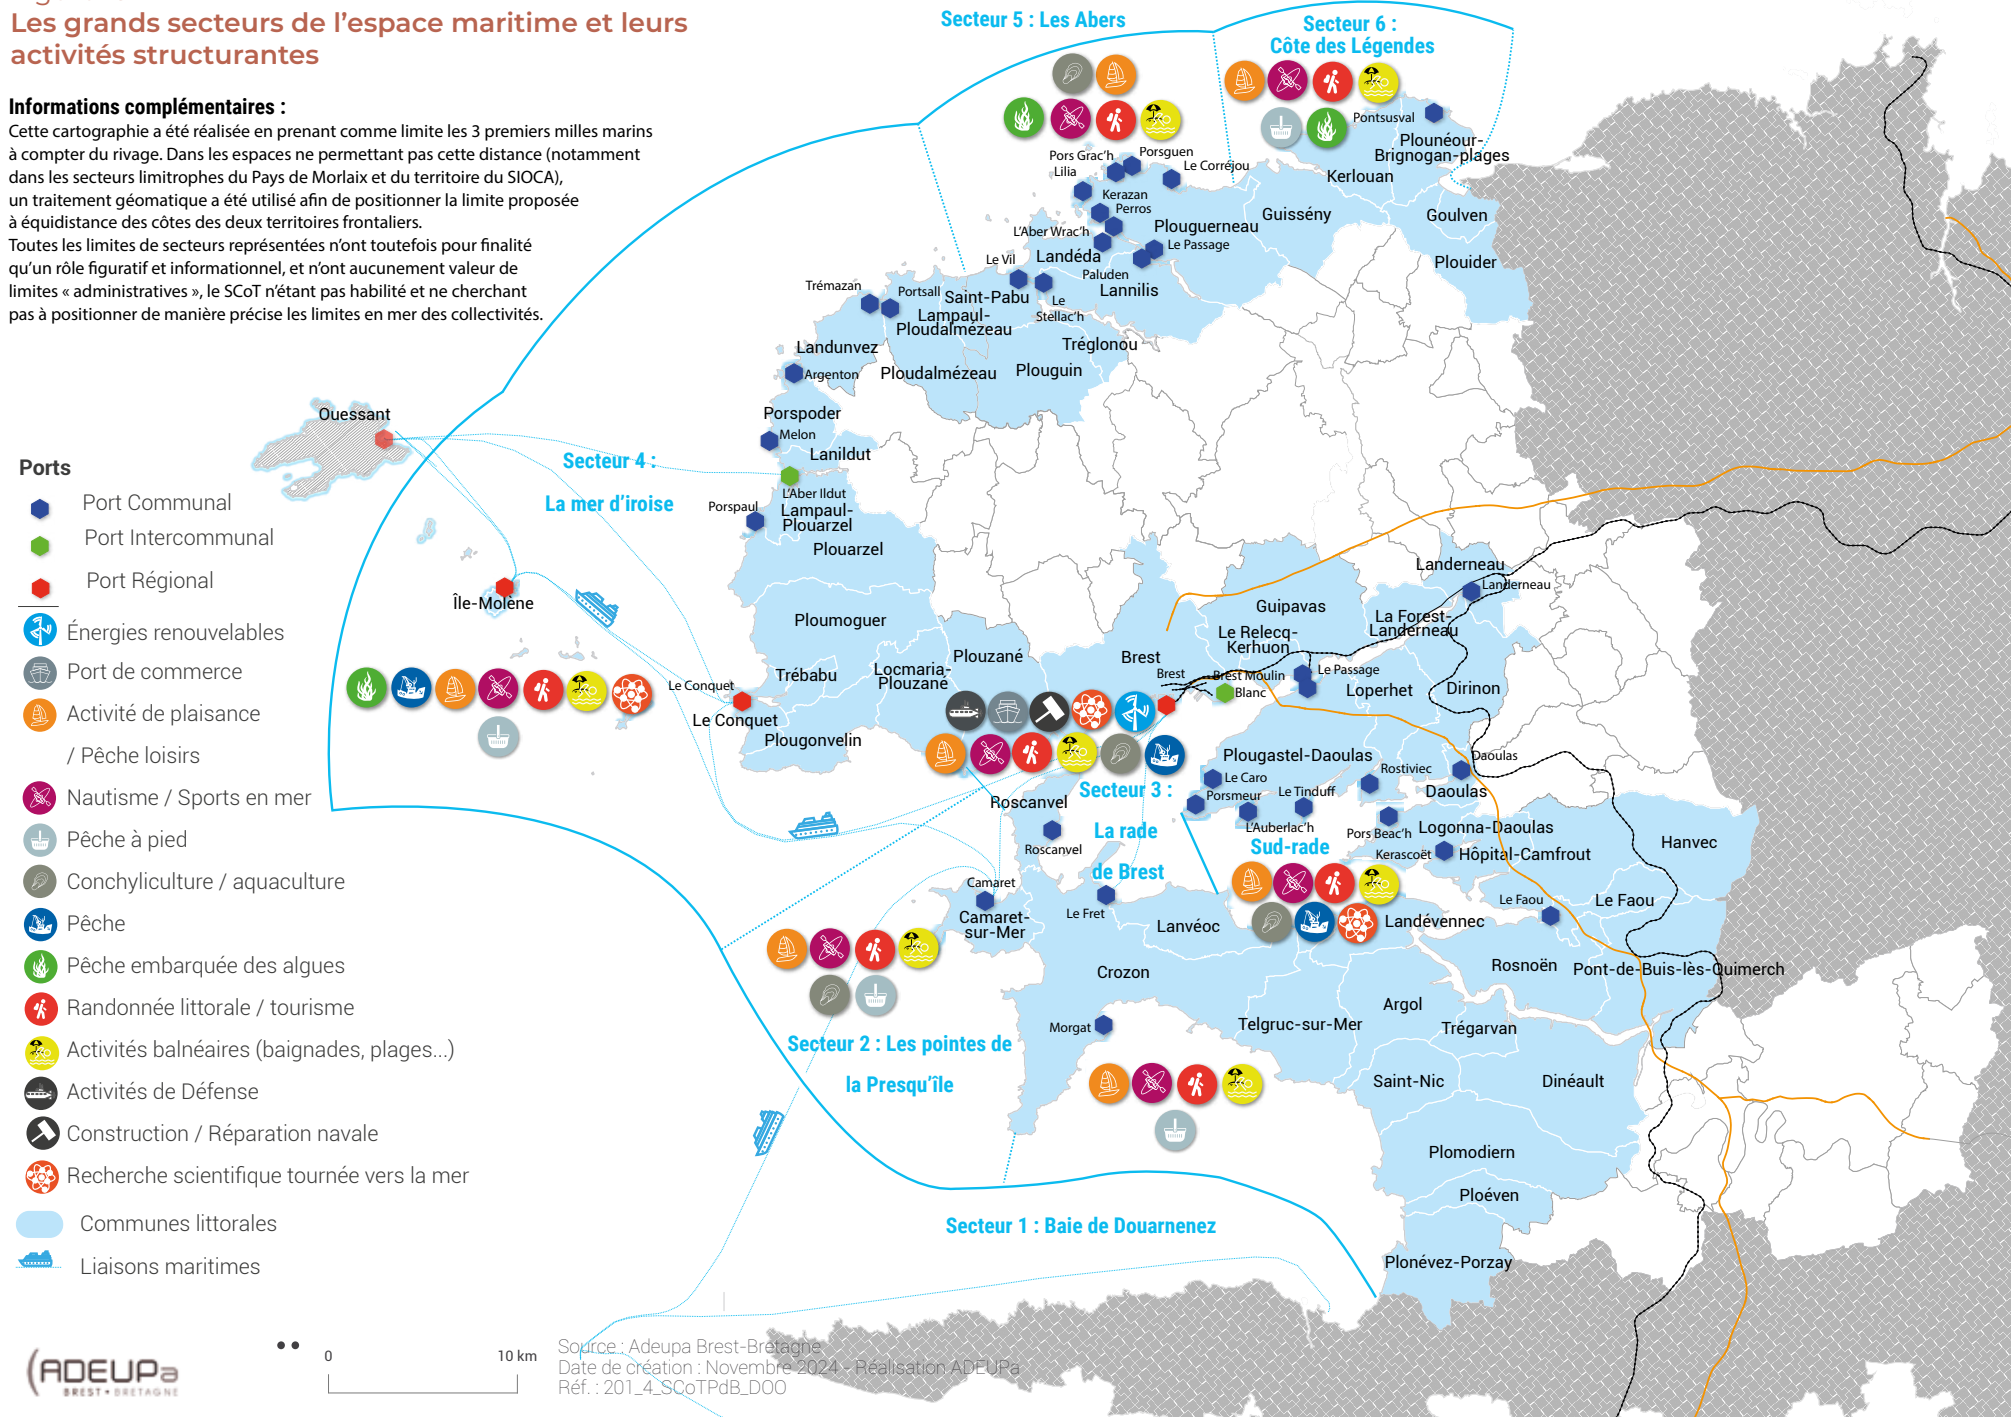 Les grands secteurs de l'espace maritime et leurs
activités structurantes
Informations complémentaires :
Cette cartographie a été réalisée en prenant comme limite les 3 premiers milles marins
à compter du rivage. Dans les espaces ne permettant pas cette distance (notamment
dans les secteurs limitrophes du Pays de Morlaix et du territoire du SIOCA),
un traitement géomatique a été utilisé afin de positionner la limite proposée
à équidistance des côtes des deux territoires frontaliers.
Toutes les limites de secteurs représentées n'ont toutefois pour finalité
qu'un rôle figuratif et informationnel, et n'ont aucunement valeur de
limites « administratives », le SCoT n'étant pas habilité et ne cherchant
pas à positionner de manière précise les limites en mer des collectivités.
Secteur 5 : Les Abers
Secteur 6 :
Côte des Légendes
Pontsusval
Plounéour-
Brignogan-plages
Kerlouan
Goulven
Plouider
Guissény
Pors Grac'h
Porsguen
Lilia
Le Correjou
Kerazan
Perros
Plouguerneau
L'Aber Wrac'h
Le Passage
Landéda
Paluden
Lannilis
Le Vil
Le
Stellac'h
Saint-Pabu
Trémazan
Portsall
Lampaul-
Ploudalmézeau
Tréglonou
Landunvez
Argenton
Ploudalmézeau
Plouguin
Porspoder
Melon
Lanildut
Ouessant
Secteur 4 :
La mer d'iroise
L'Aber Ildut
Porspaul
Lampaul-
Plouarzel
Plouarzel
Île-Molène
Ploumoguer
Trébabu
Locmaria-
Plouzané
Plouzané
Le Conquet
Le Conquet
Plougonvelin
Brest
Brest
Guipavas
Le Relecq-
Kerhuon
Brest Moulin
Blanc
Le Passage
La Forest-
Landerneau
Landerneau
Landerneau
Loperhet
Dirinon
Plougastel-Daoulas
Le Caro
Porsmeur
Le Tinduff
L'Auberlac'h
Rostiviec
Daoulas
Daoulas
Pors Beac'h
Logonna-Daoulas
Kerascoët
Hôpital-Camfrout
Hanvec
Secteur 3 :
La rade
de Brest
Sud-rade
Roscanvel
Roscanvel
Camaret
Camaret-
sur-Mer
Le Fret
Lanvéoc
Landévennec
Le Faou
Le Faou
Crozon
Rosnoën
Pont-de-Buis-lès-Quimerch
Morgat
Telgruc-sur-Mer
Argol
Trégarvan
Secteur 2 : Les pointes de
la Presqu'île
Saint-Nic
Dinéault
Plomodiern
Ploéven
Secteur 1 : Baie de Douarnenez
Plonévez-Porzay
Ports
Port Communal
Port Intercommunal
Port Régional
Énergies renouvelables
Port de commerce
Activité de plaisance
/ Pêche loisirs
Nautisme / Sports en mer
Pêche à pied
Conchyliculture / aquaculture
Pêche
Pêche embarquée des algues
Randonnée littorale / tourisme
Activités balnéaires (baignades, plages...)
Activités de Défense
Construction / Réparation navale
Recherche scientifique tournée vers la mer
Communes littorales
Liaisons maritimes
ADEUPa
BREST • BRETAGNE
0 10 km
Source : Adeupa Brest-Bretagne
Date de création : Novembre 2024 - Réalisation ADEUPa
Réf. : 201_4_SCoTPdB_DOO